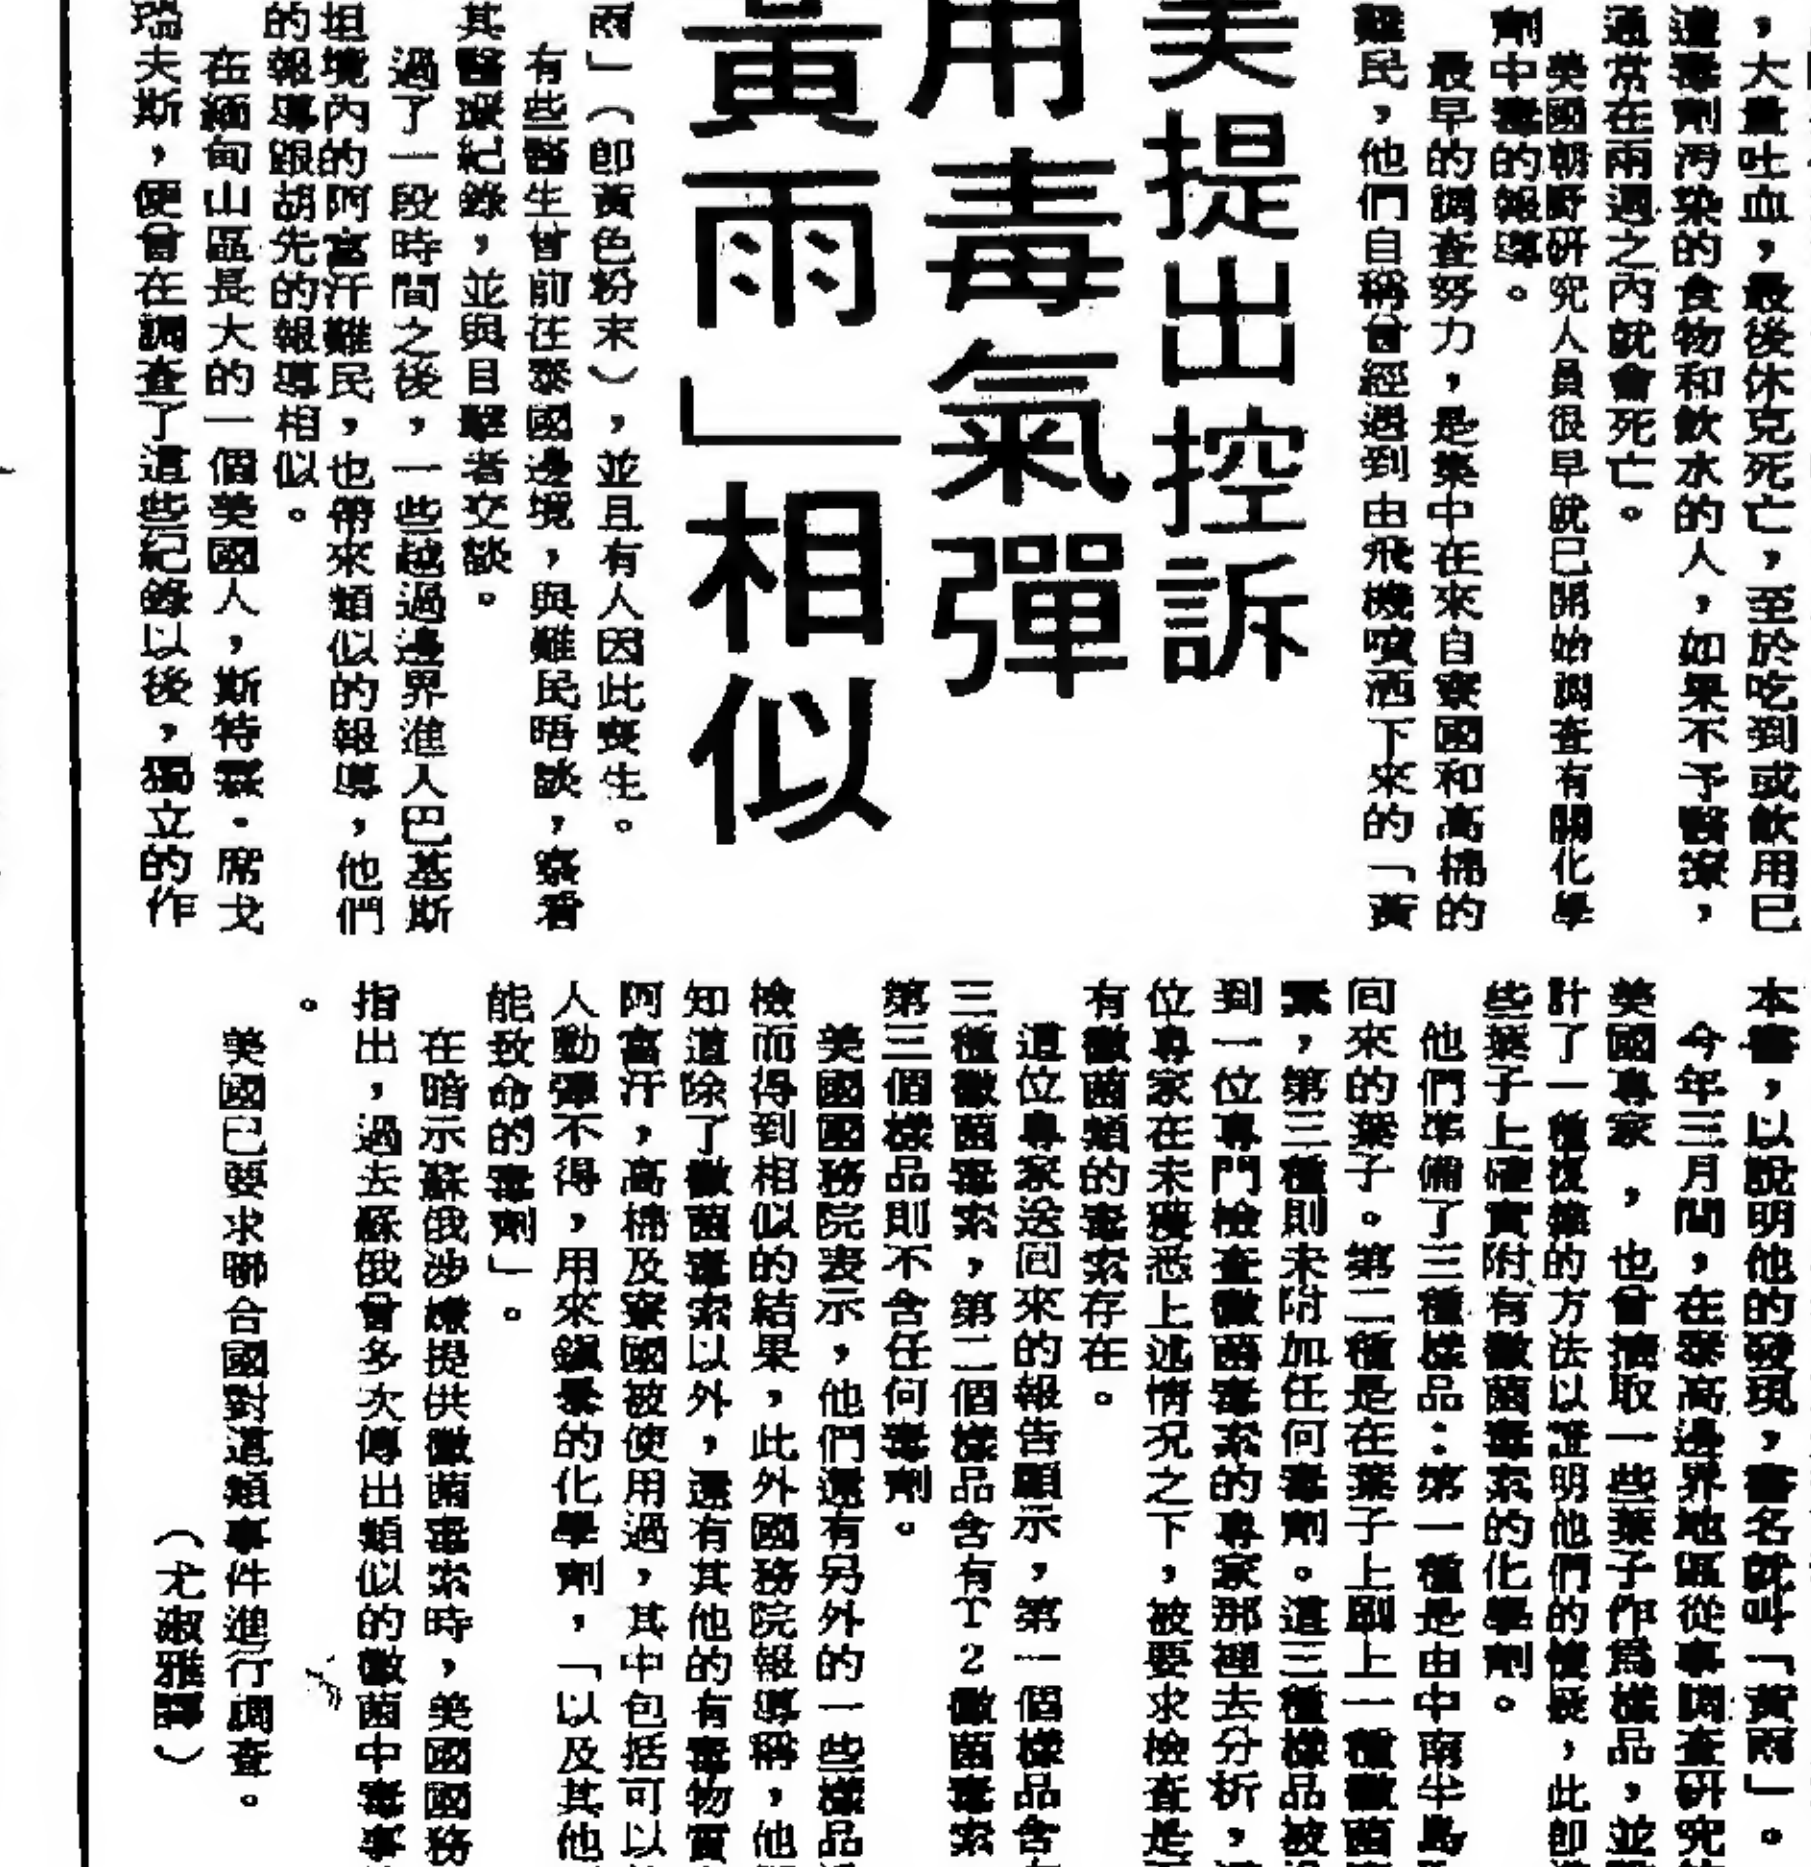 ，大量吐血，最後休克死亡，至於吃到或飲用已
遭毒劑污染的食物和飲水的人，如果不予醫療，
通常在兩週之內就會死亡。
美國朝野研究人員很早就已開始調查有關化學
劑中毒的報導。
最早的調查努力，是集中在來自寮國和高棉的
難民，他們自稱曾經遇到由飛機噴洒下來的「黃
美提出控訴
用毒氣彈
黃雨」相似
雨」（卽黃色粉末），並且有人因此喪生。
有些醫生曾前往泰國邊境，與難民晤談，察看
其醫療紀錄，並與目擊者交談。
過了一段時間之後，一些越過邊界進入巴基斯
坦境內的阿富汗難民，也帶來類似的報導，他們
的報導跟胡先的報導相似。
在緬甸山區長大的一個美國人，斯特霖·席戈
瑞夫斯，便曾在調查了這些紀錄以後，獨立的作
本書，以說明他的發現，書名就叫「黃雨」。
今年三月間，在泰高邊界地區從事調查研究
美國專家，也曾摘取一些葉子作爲樣品，並
計了一種複雜的方法以證明他們的懷疑，此卽
些葉子上確實附有黴菌毒素的化學劑。
他們準備了三種樣品：第一種是由中南半島
回來的葉子。第二種是在葉子上刷上一種黴菌
素，第三種則未附加任何毒劑。這三種樣品被
到一位專門檢查黴菌毒素的專家那裡去分析，
位專家在未獲悉上述情況之下，被要求檢查是
有黴菌類的毒素存在。
這位專家送回來的報告顯示，第一個樣品含
三種黴菌毒素，第二個樣品含有T2黴菌毒素
第三個樣品則不含任何毒劑。
美國國務院表示，他們還有另外的一些樣品
檢而得到相似的結果，此外國務院報導稱，他
知道除了黴菌毒素以外，還有其他的有毒物質
阿富汗，高棉及寮國被使用過，其中包括可以
人動彈不得，用來鎮暴的化學劑，「以及其他
能致命的毒劑」。
在暗示蘇俄涉嫌提供黴菌毒素時，美國國務
指出，過去蘇俄曾多次傳出類似的黴菌中毒事
。
美國已要求聯合國對這類事件進行調查。
（尤淑雅譯）